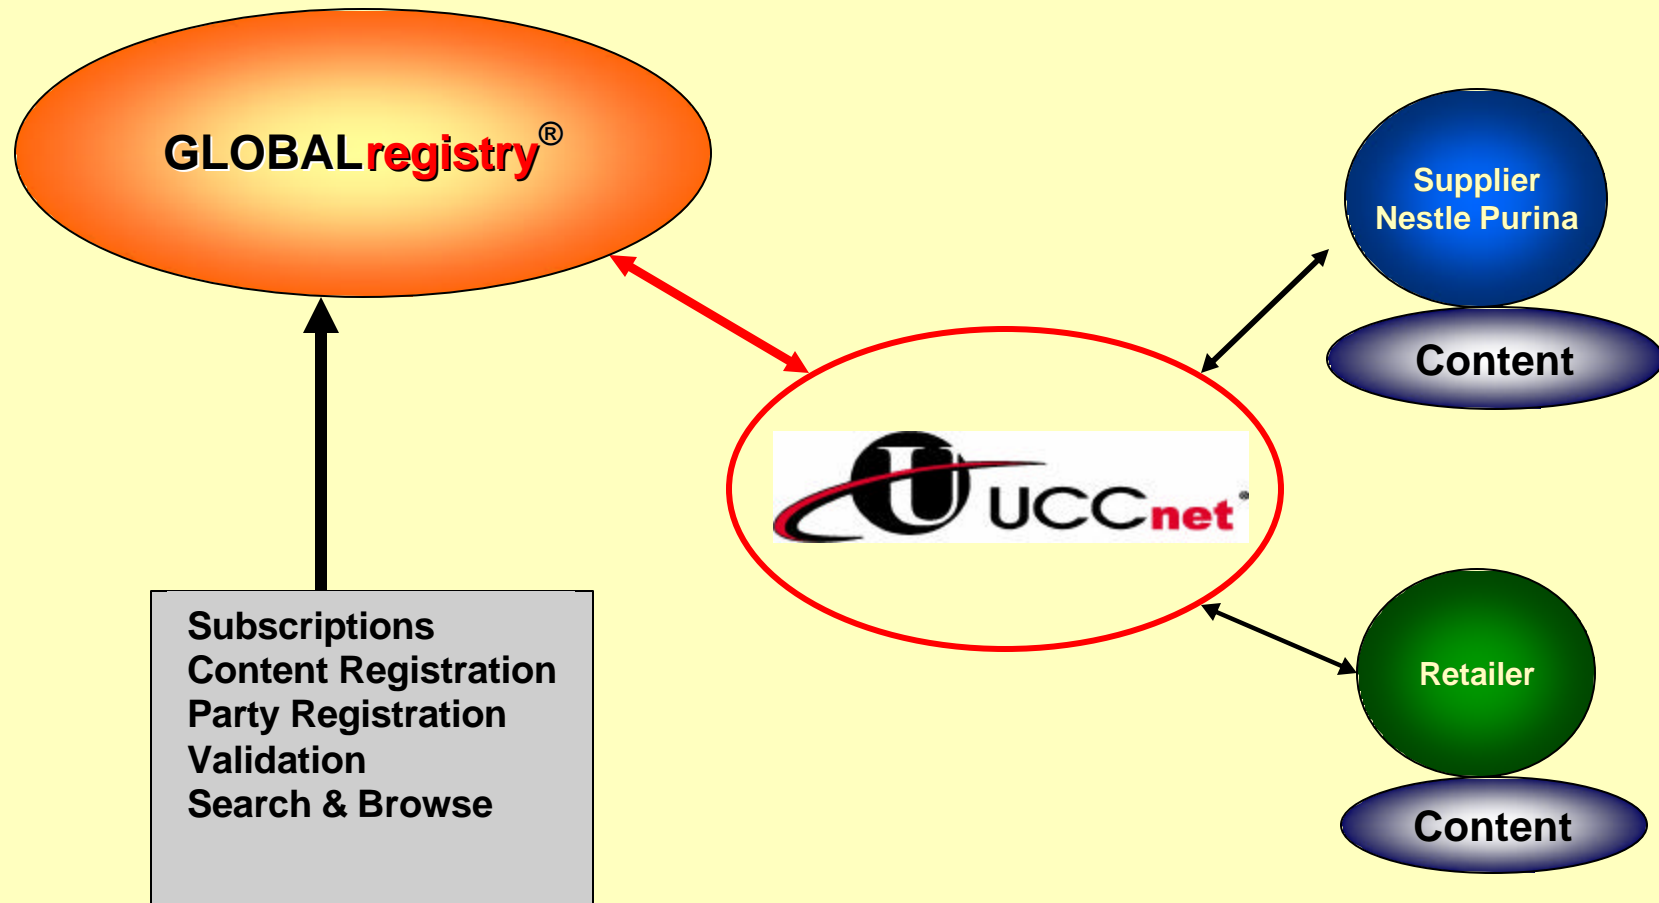 GLOBALregistry®
Supplier
Nestle Purina
Content
U UCCnet®
Retailer
Content
Subscriptions
Content Registration
Party Registration
Validation
Search & Browse